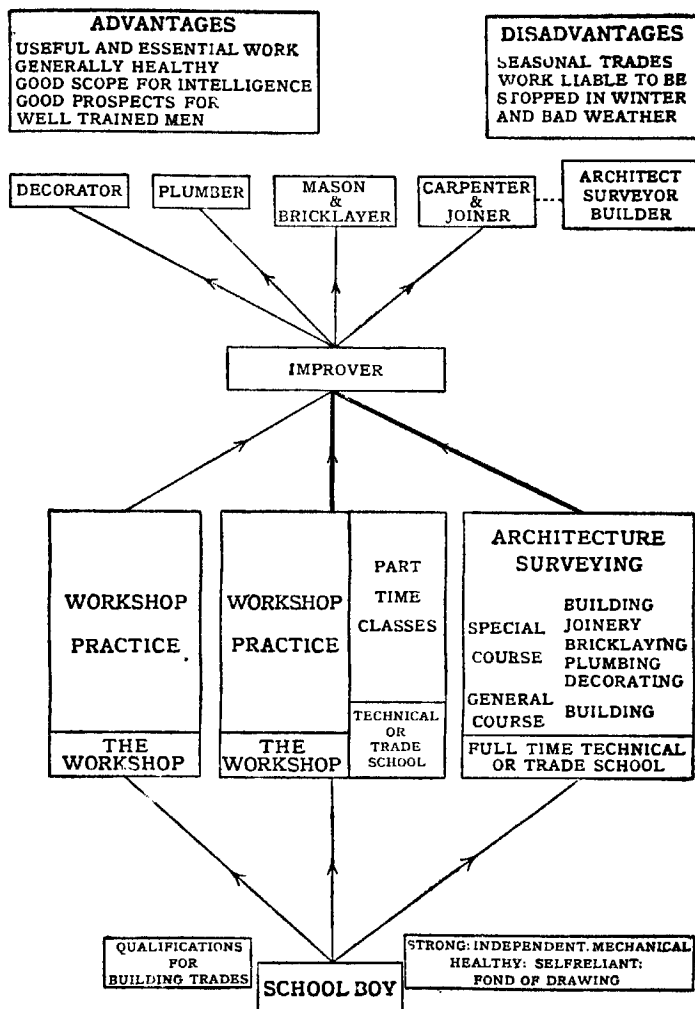 ADVANTAGES
USEFUL AND ESSENTIAL WORK
GENERALLY HEALTHY
GOOD SCOPE FOR INTELLIGENCE
GOOD PROSPECTS FOR
WELL TRAINED MEN
DISADVANTAGES
SEASONAL TRADES
WORK LIABLE TO BE
STOPPED IN WINTER
AND BAD WEATHER
DECORATOR
PLUMBER
MASON
&
BRICKLAYER
CARPENTER
&
JOINER
ARCHITECT
SURVEYOR
BUILDER
IMPROVER
WORKSHOP
PRACTICE
THE
WORKSHOP
WORKSHOP
PRACTICE
THE
WORKSHOP
PART
TIME
CLASSES
TECHNICAL
OR
TRADE
SCHOOL
ARCHITECTURE
SURVEYING
SPECIAL
COURSE
BUILDING
JOINERY
BRICKLAYING
PLUMBING
DECORATING
GENERAL
COURSE
BUILDING
FULL TIME TECHNICAL
OR TRADE SCHOOL
QUALIFICATIONS
FOR
BUILDING TRADES
SCHOOL BOY
STRONG: INDEPENDENT. MECHANICAL
HEALTHY: SELFRELIANT:
FOND OF DRAWING